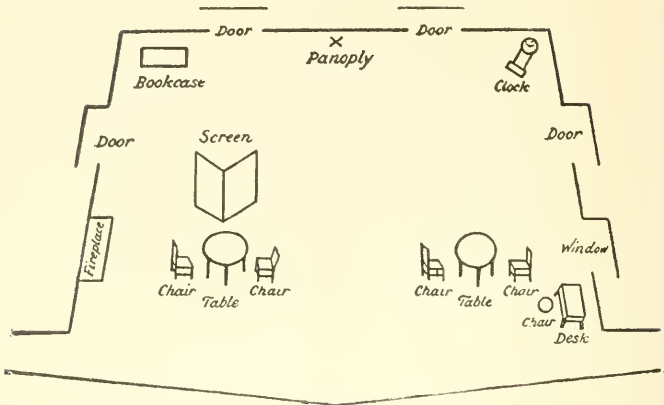 Door
Door
Panoply
Bookcase
Clock
Door
Screen
Door
Fireplace
Window
Chair
Table
Chair
Chair
Table
Chair
Chair
Desk